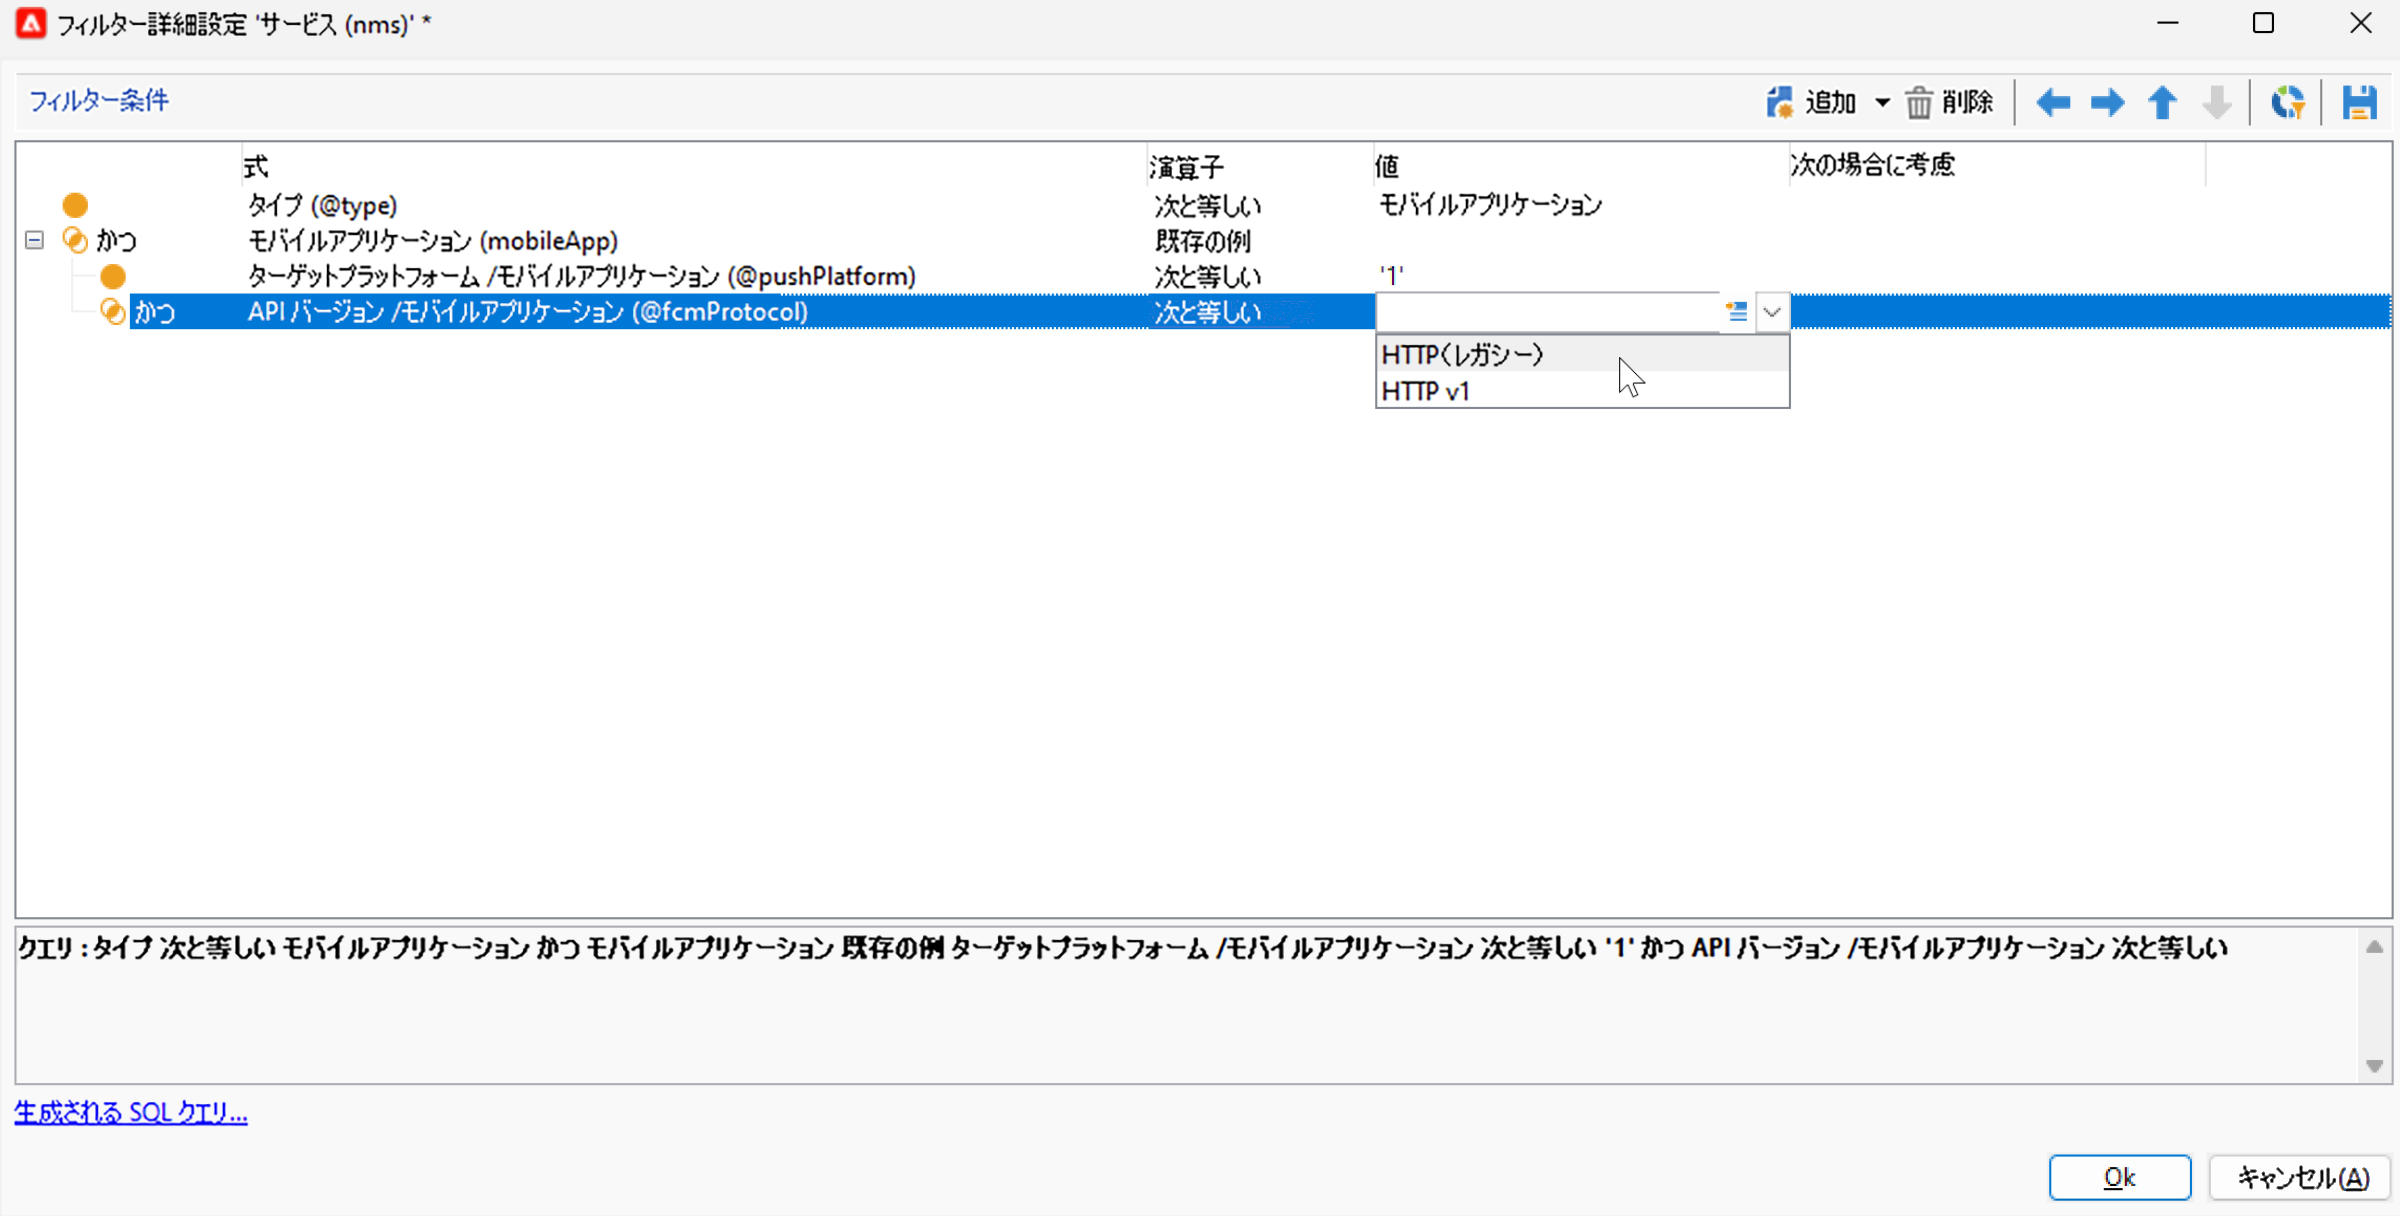 フィルター詳細設定 'サービス (nms)' *
フィルター条件
追加
削除
式 演算子 値 次の場合に考慮
タイプ (@type) 次と等しい モバイルアプリケーション
かつ モバイルアプリケーション (mobileApp) 既存の例
ターゲットプラットフォーム /モバイルアプリケーション (@pushPlatform) 次と等しい '1'
かつ API バージョン /モバイルアプリケーション (@fcmProtocol) 次と等しい
HTTP(レガシー)
HTTP v1
クエリ : タイプ 次と等しい モバイルアプリケーション かつ モバイルアプリケーション 既存の例 ターゲットプラットフォーム /モバイルアプリケーション 次と等しい '1' かつ API バージョン /モバイルアプリケーション 次と等しい
生成される SQL クエリ...
Ok
キャンセル(A)